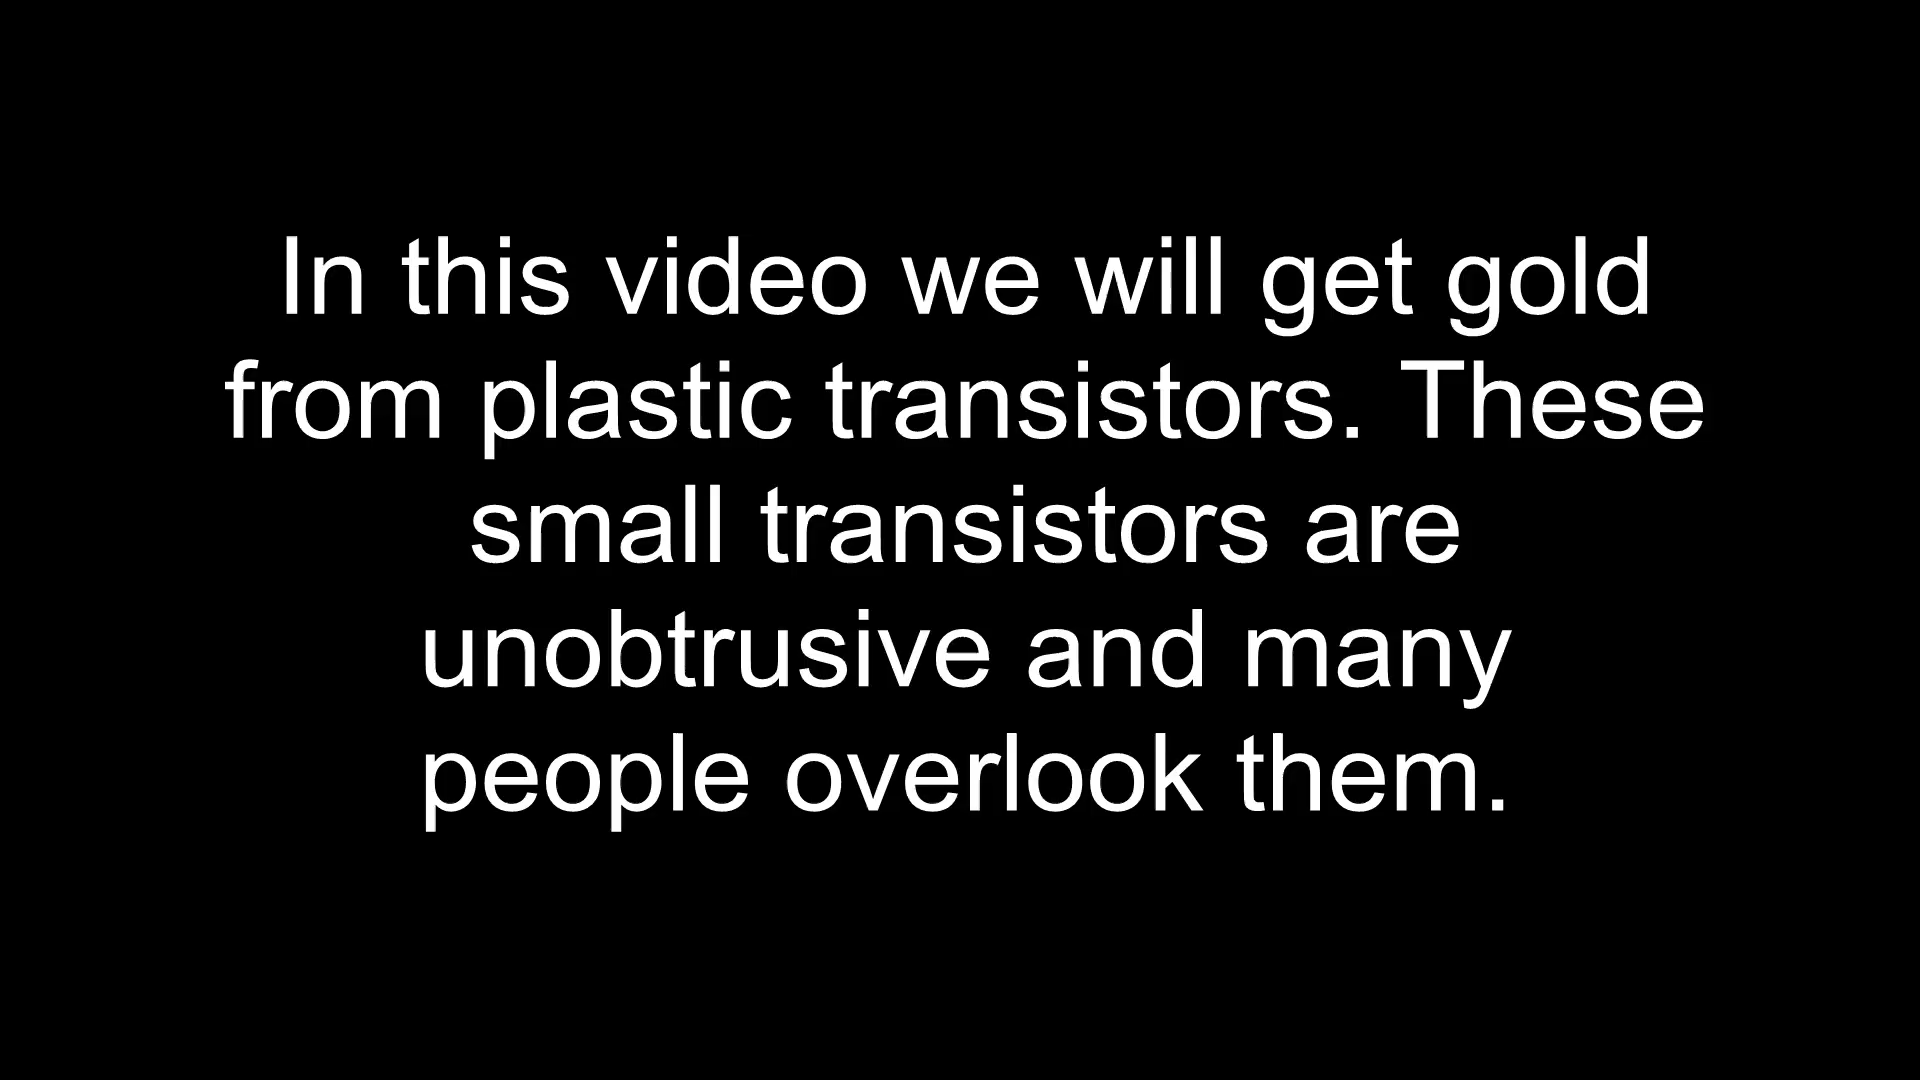 In this video we will get gold
from plastic transistors. These
small transistors are
unobtrusive and many
people overlook them.